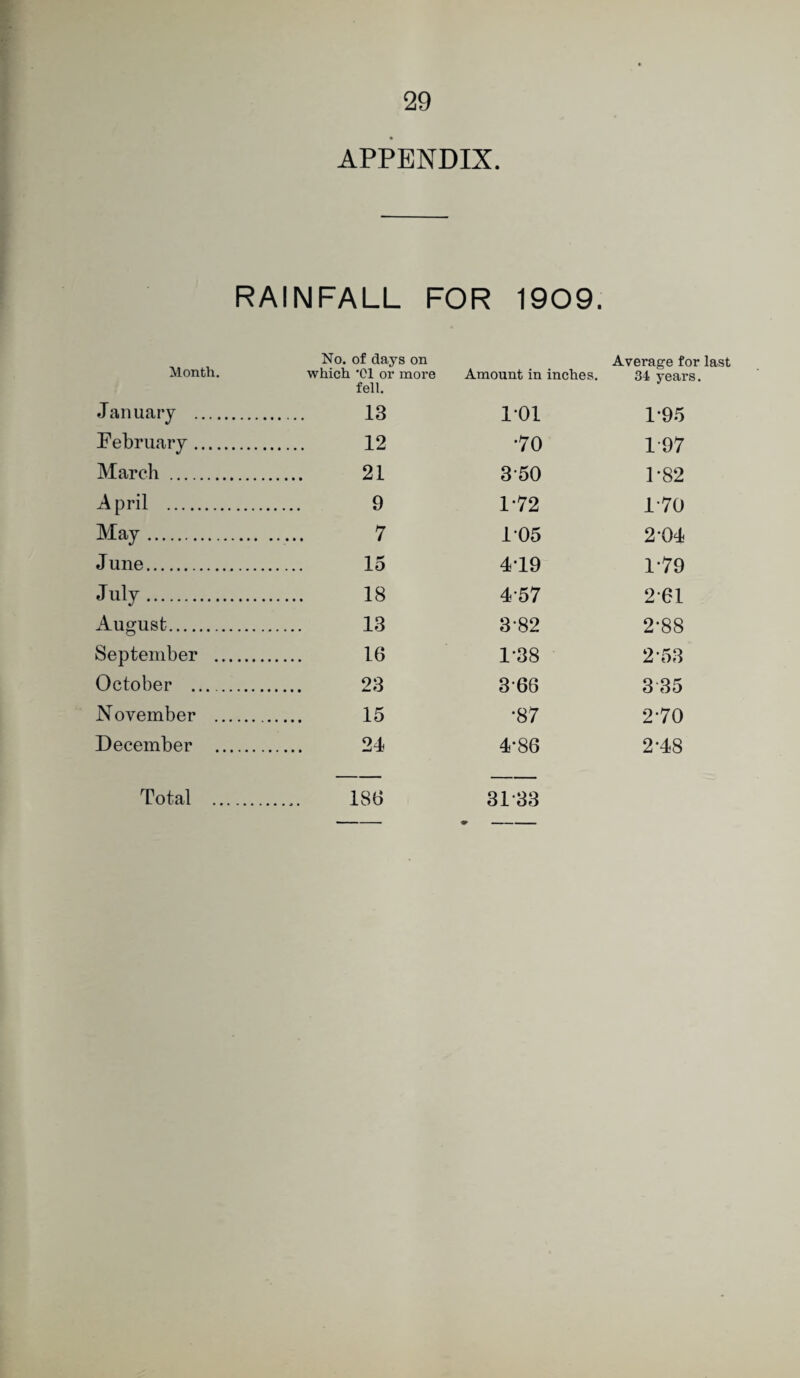 29
APPENDIX.
RAINFALL FOR 1909.
Month. No. of days on which ·01 or more fell. Amount in inches. Average for last 34 years.
January ................ 13 1·01 1·95
February ................ 12 ·70 1·97
March ................ 21 3·50 1·82
April ................ 9 1·72 1·70
May ................ 7 1·05 2·04
June ................ 15 4·19 1·79
July ................ 18 4·57 2·61
August ................ 13 3·82 2·88
September ............ 16 1·38 2·53
October ............ 23 3·66 3·35
November ............ 15 ·87 2·70
December ............ 24 4·86 2·48
Total ............ 186 31·33